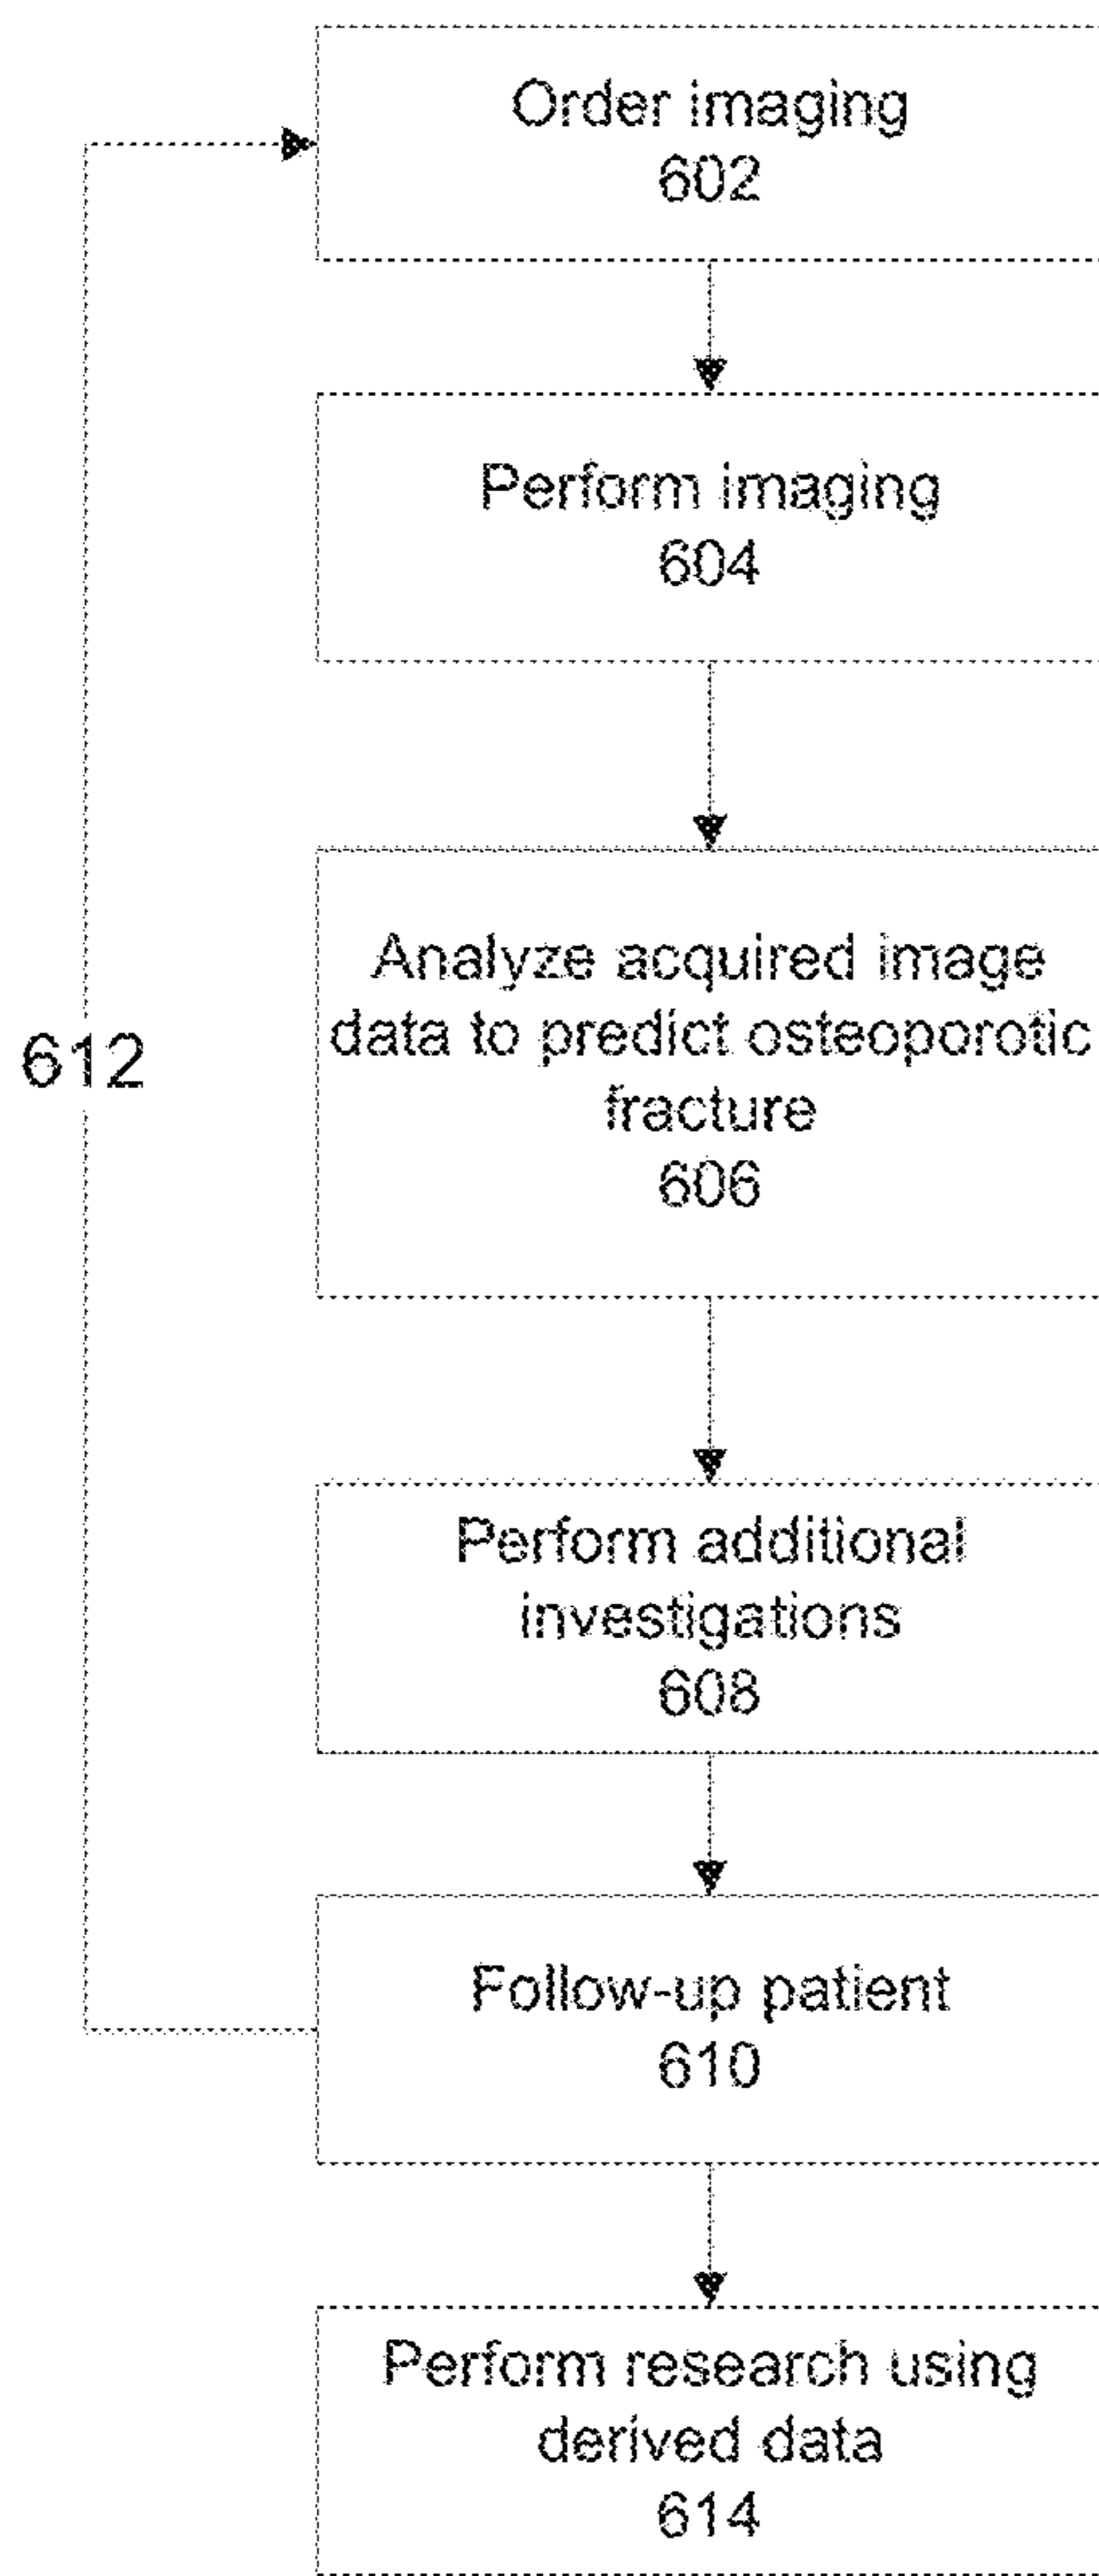 Order imaging
602
Perform imaging
604
Analyze acquired image
data to predict osteoporotic
fracture
606
612
Perform additional
investigations
608
Follow-up patient
610
Perform research using
derived data
614